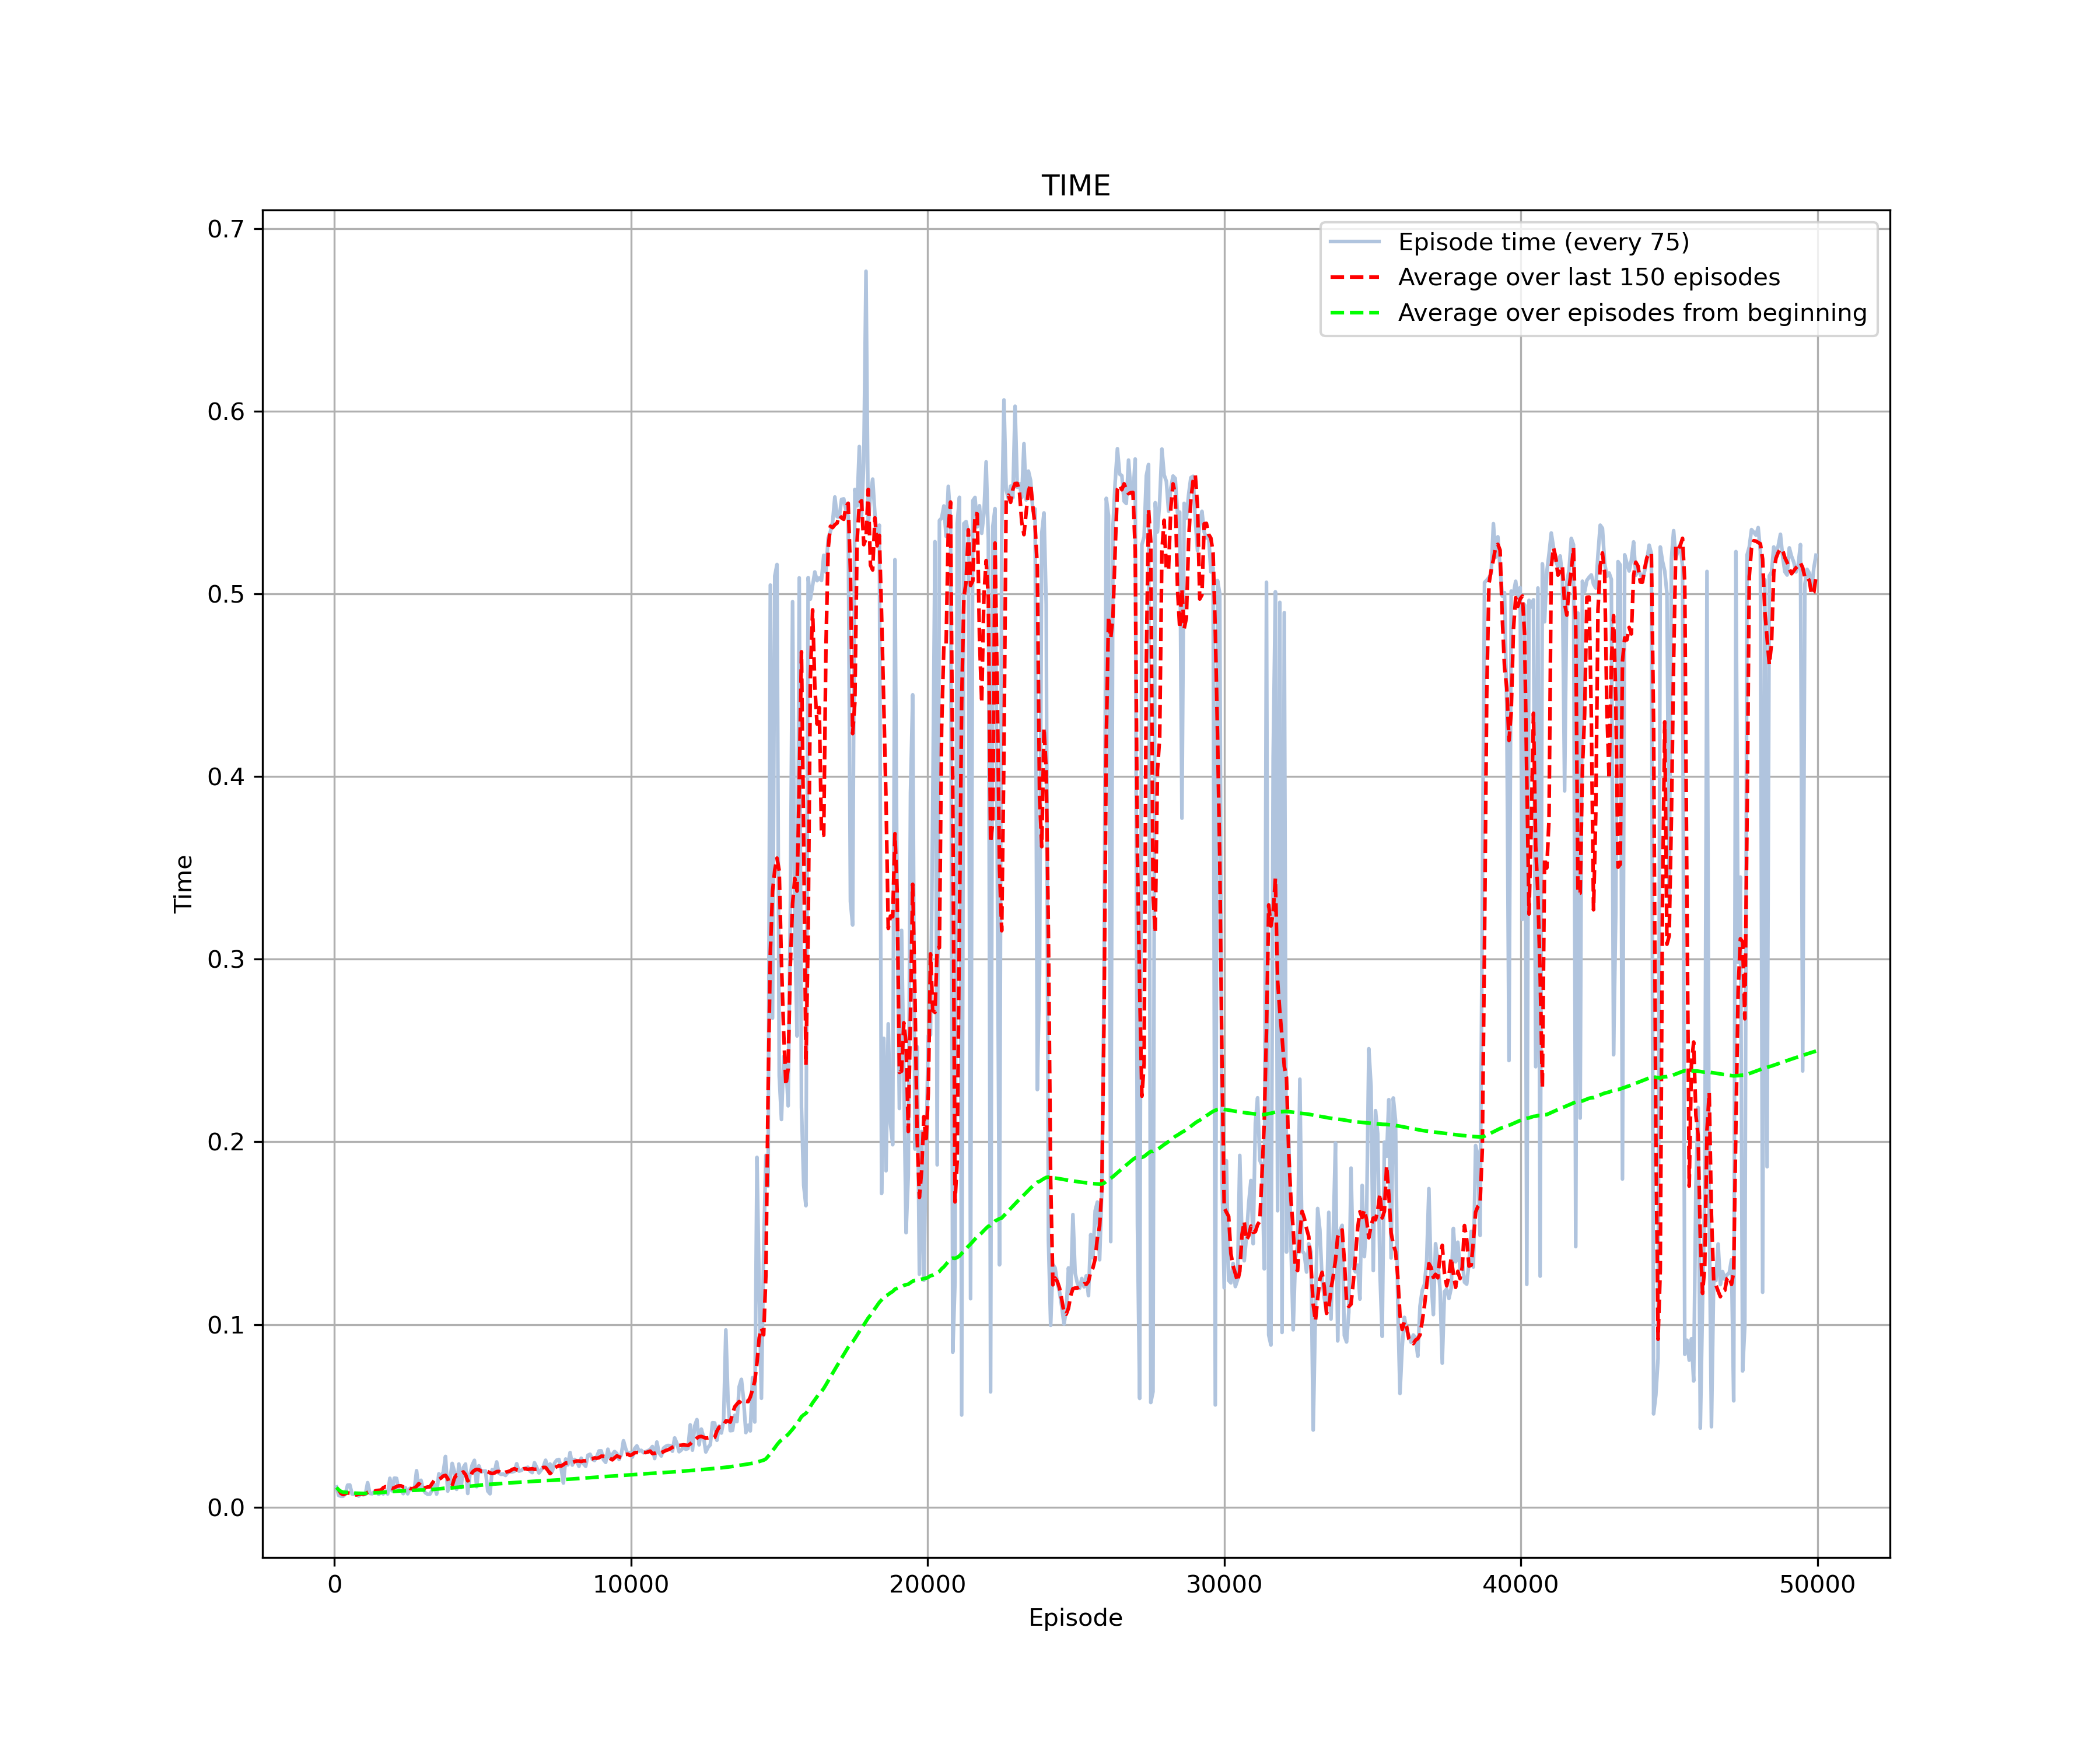 TIME
0.7
0.6
0.5
0.4
0.3
0.2
0.1
0.0
Time
Episode time (every 75)
Average over last 150 episodes
Average over episodes from beginning
0 10000 20000 30000 40000 50000
Episode